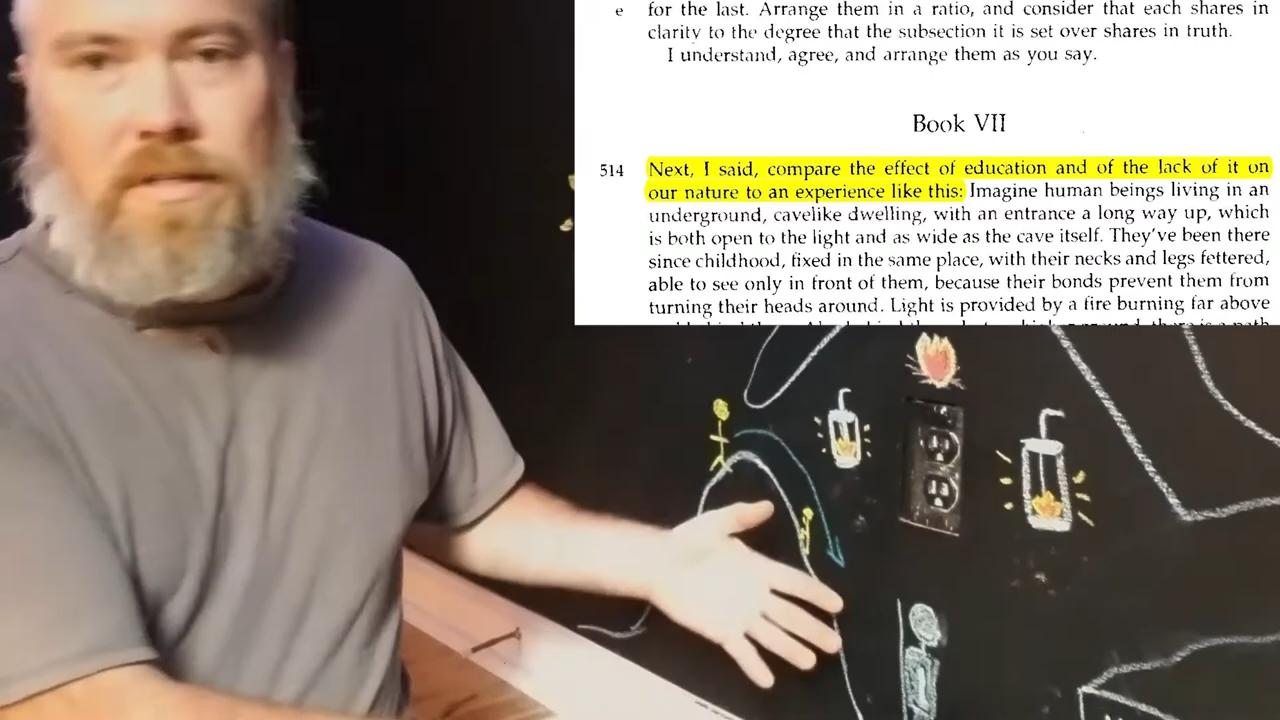 e for the last. Arrange them in a ratio, and consider that each shares in
clarity to the degree that the subsection it is set over shares in truth.
I understand, agree, and arrange them as you say.
Book VII
514 Next, I said, compare the effect of education and of the lack of it on
our nature to an experience like this: Imagine human beings living in an
underground, cavelike dwelling, with an entrance a long way up, which
is both open to the light and as wide as the cave itself. They've been there
since childhood, fixed in the same place, with their necks and legs fettered,
able to see only in front of them, because their bonds prevent them from
turning their heads around. Light is provided by a fire burning far above